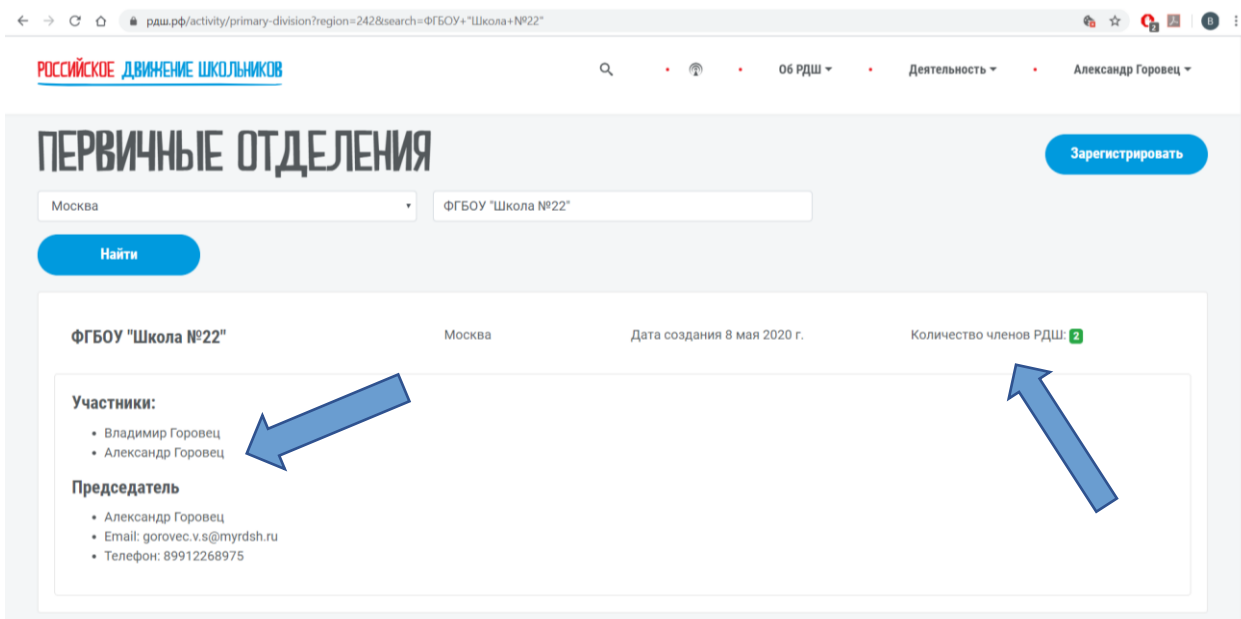 рдш.рф/activity/primary-division?region=242&search=ФГБОУ+"Школа+№22"
2
B
РОССИЙСКОЕ ДВИЖЕНИЕ ШКОЛЬНИКОВ
Об РДШ
Деятельность
Александр Горовец
ПЕРВИЧНЫЕ ОТДЕЛЕНИЯ
Зарегистрировать
Москва
ФГБОУ "Школа №22"
Найти
ФГБОУ "Школа №22" Москва Дата создания 8 мая 2020 г. Количество членов РДШ: 2
Участники:
• Владимир Горовец
• Александр Горовец
Председатель
• Александр Горовец
• Email: gorovec.v.s@myrdsh.ru
• Телефон: 89912268975